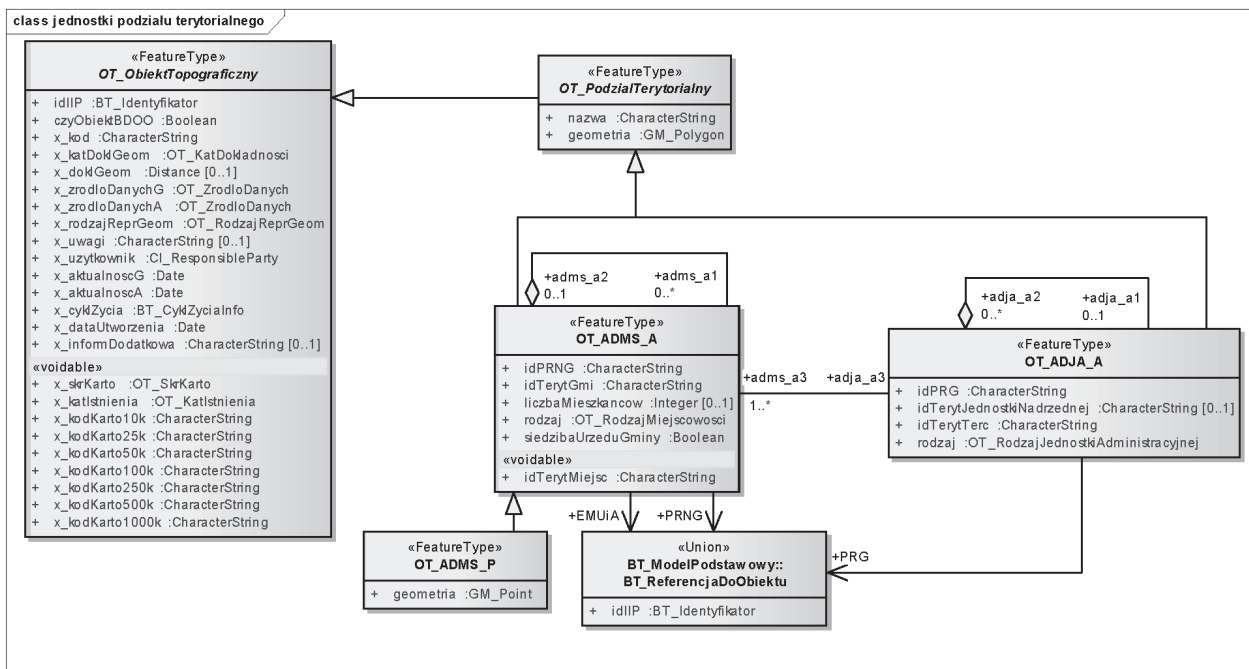 class jednostki podziału terytorialnego
«FeatureType»
OT_ObiektTopograficzny
+ idIIP :BT_Identyfikator
+ czyObiektBDOO :Boolean
+ x_kod :CharacterString
+ x_katDoklGeom :OT_KatDokladnosci
+ x_doklGeom :Distance [0..1]
+ x_zrodloDanychG :OT_ZrodloDanych
+ x_zrodloDanychA :OT_ZrodloDanych
+ x_rodzajReprGeom :OT_RodzajReprGeom
+ x_uwagi :CharacterString [0..1]
+ x_uzytkownik :CI_ResponsibleParty
+ x_aktualnoscG :Date
+ x_aktualnoscA :Date
+ x_cyklZycia :BT_CyklZyciaInfo
+ x_dataUtworzenia :Date
+ x_informDodatkowa :CharacterString [0..1]
«voidable»
+ x_skrKarto :OT_SkrKarto
+ x_katIstnienia :OT_KatIstnienia
+ x_kodKarto10k :CharacterString
+ x_kodKarto25k :CharacterString
+ x_kodKarto50k :CharacterString
+ x_kodKarto100k :CharacterString
+ x_kodKarto250k :CharacterString
+ x_kodKarto500k :CharacterString
+ x_kodKarto1000k :CharacterString
«FeatureType»
OT_PodzialTerytorialny
+ nazwa :CharacterString
+ geometria :GM_Polygon
+adms_a2
0..1
+adms_a1
0..*
«FeatureType»
OT_ADMS_A
+ idPRNG :CharacterString
+ idTerytGmi :CharacterString
+ liczbaMieszkancow :Integer [0..1]
+ rodzaj :OT_RodzajMiejscowosci
+ siedzibaUrzeduGminy :Boolean
«voidable»
+ idTerytMiejsc :CharacterString
+adms_a3
1..*
+adja_a3
+adja_a2
0..*
+adja_a1
0..1
«FeatureType»
OT_ADJA_A
+ idPRG :CharacterString
+ idTerytJednostkiNadrzednej :CharacterString [0..1]
+ idTerytTerc :CharacterString
+ rodzaj :OT_RodzajJednostkiAdministracyjnej
+EMUiA
+PRNG
+PRG
«FeatureType»
OT_ADMS_P
+ geometria :GM_Point
«Union»
BT_ModelPodstawowy::
BT_ReferencjaDoObiektu
+ idIIP :BT_Identyfikator